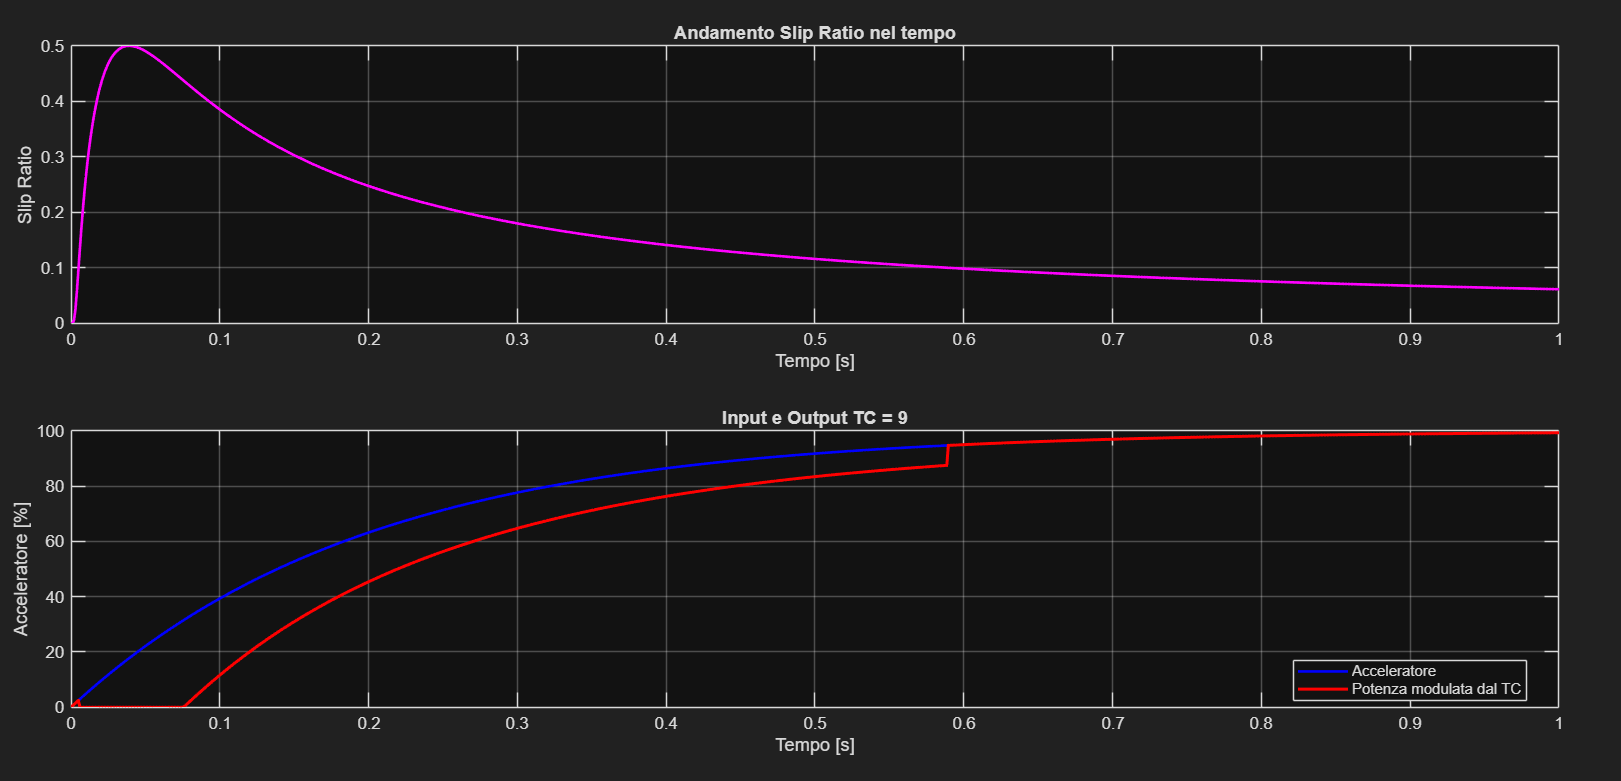 Andamento Slip Ratio nel tempo
0.5
0.4
0.3
0.2
0.1
0
Slip Ratio
0 0.1 0.2 0.3 0.4 0.5 0.6 0.7 0.8 0.9 1
Tempo [s]
Input e Output TC = 9
100
80
60
40
20
0
Acceleratore [%]
Acceleratore
Potenza modulata dal TC
0 0.1 0.2 0.3 0.4 0.5 0.6 0.7 0.8 0.9 1
Tempo [s]